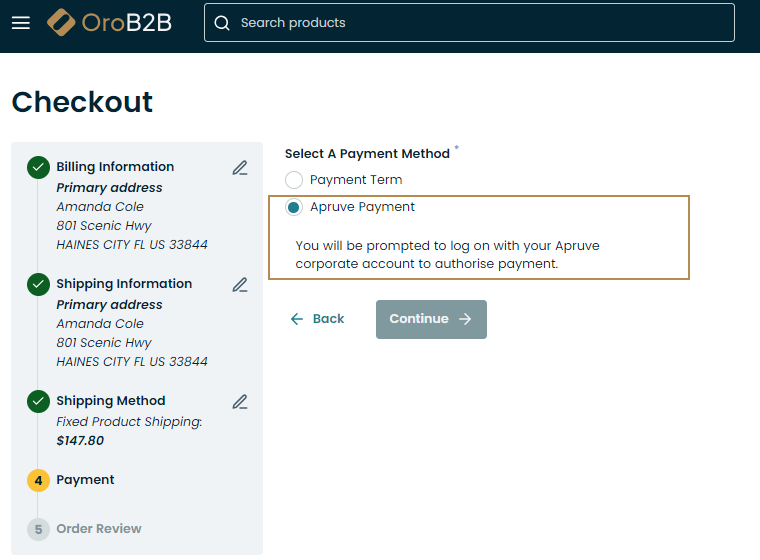 OroB2B
Search products
Checkout
Billing Information
Primary address
Amanda Cole
801 Scenic Hwy
HAINES CITY FL US 33844
Shipping Information
Primary address
Amanda Cole
801 Scenic Hwy
HAINES CITY FL US 33844
Shipping Method
Fixed Product Shipping:
$147.80
4 Payment
5 Order Review
Select A Payment Method *
Payment Term
Apruve Payment
You will be prompted to log on with your Apruve
corporate account to authorise payment.
Back
Continue